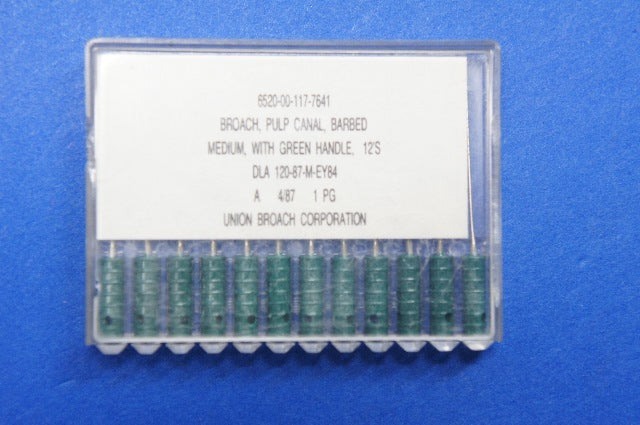 6520-00-117-7641
BROACH, PULP CANAL, BARBED
MEDIUM, WITH GREEN HANDLE, 12'S
DLA 120-87-M-EY84
A 4/87 1 PG
UNION BROACH CORPORATION